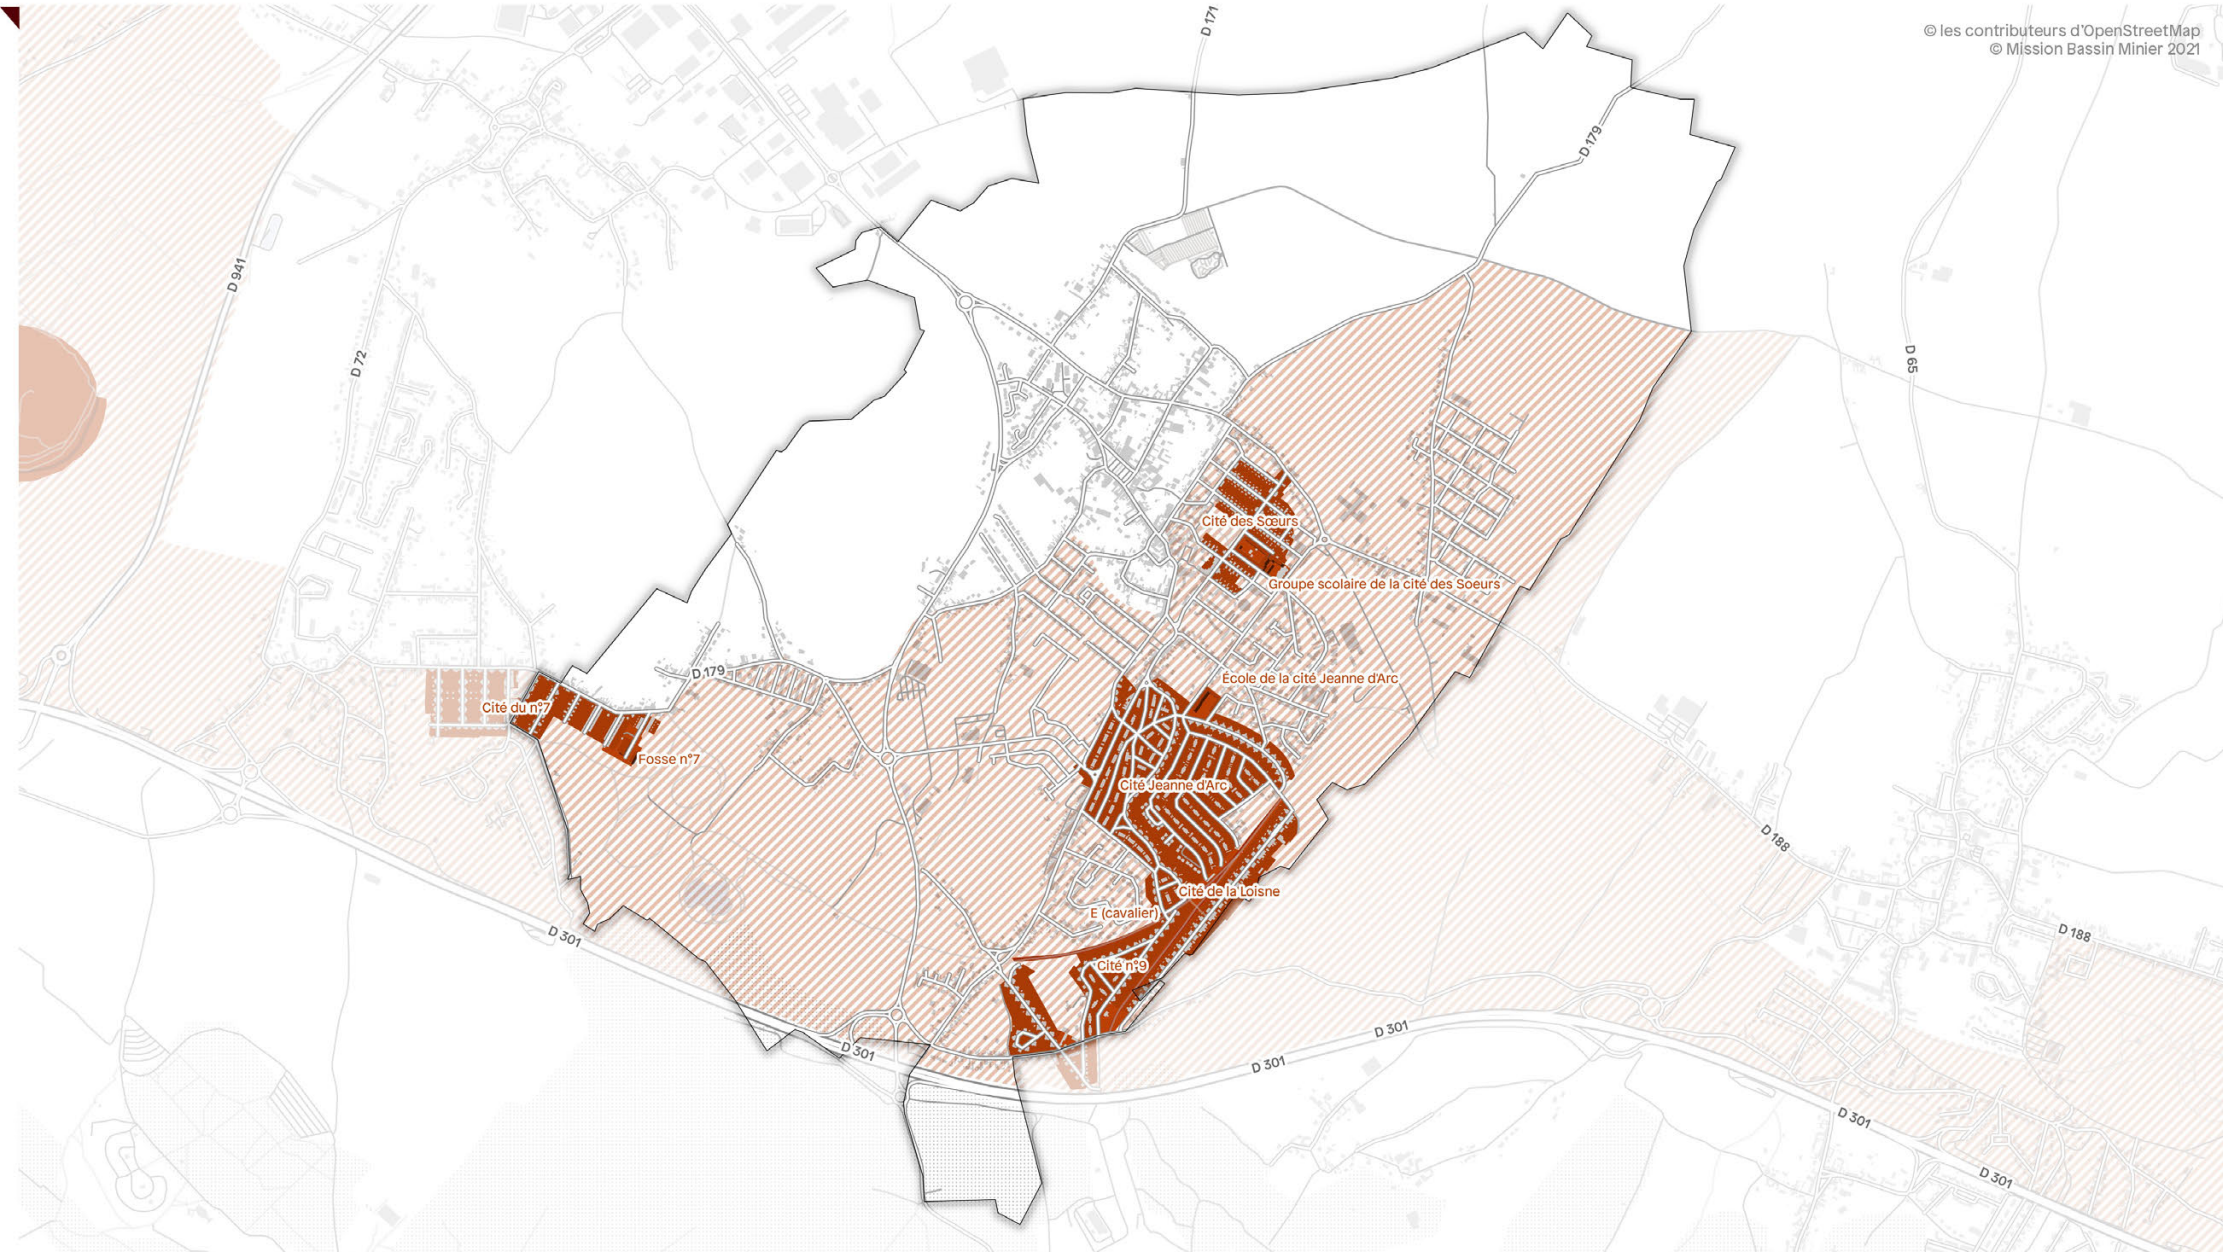 D 171
© les contributeurs d'OpenStreetMap
© Mission Bassin Minier 2021
D 179
D 941
D 72
D 65
Cité des Sœurs
Groupe scolaire de la cité des Soeurs
D 179
École de la cité Jeanne d'Arc
Cité du n°7
Fosse n°7
Cité Jeanne d'Arc
D 188
Cité de la Loisne
E (cavalier)
D 301
D 188
Cité n°9
D 301
D 301
D 301
D 301
D 301